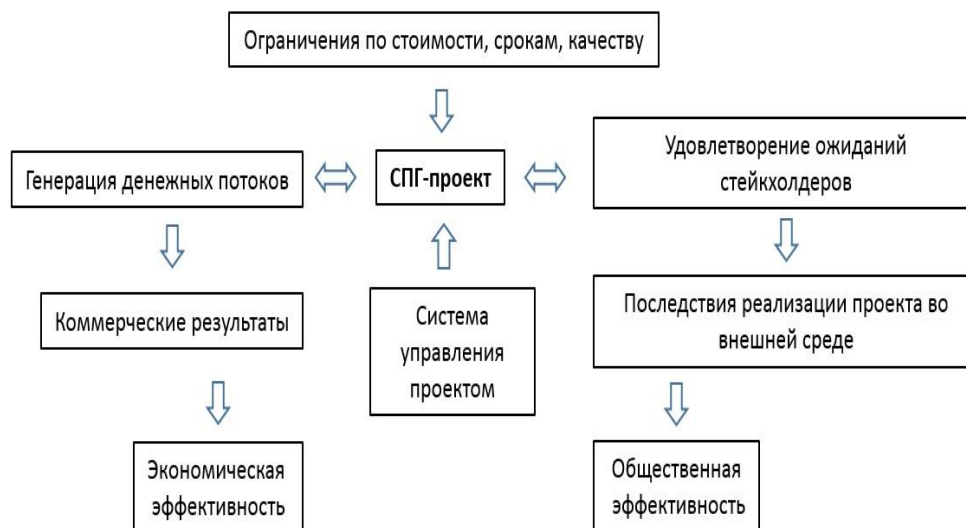 Ограничения по стоимости, срокам, качеству
Генерация денежных потоков
СПГ-проект
Удовлетворение ожиданий
стейкхолдеров
Коммерческие результаты
Система
управления
проектом
Последствия реализации проекта во
внешней среде
Экономическая
эффективность
Общественная
эффективность